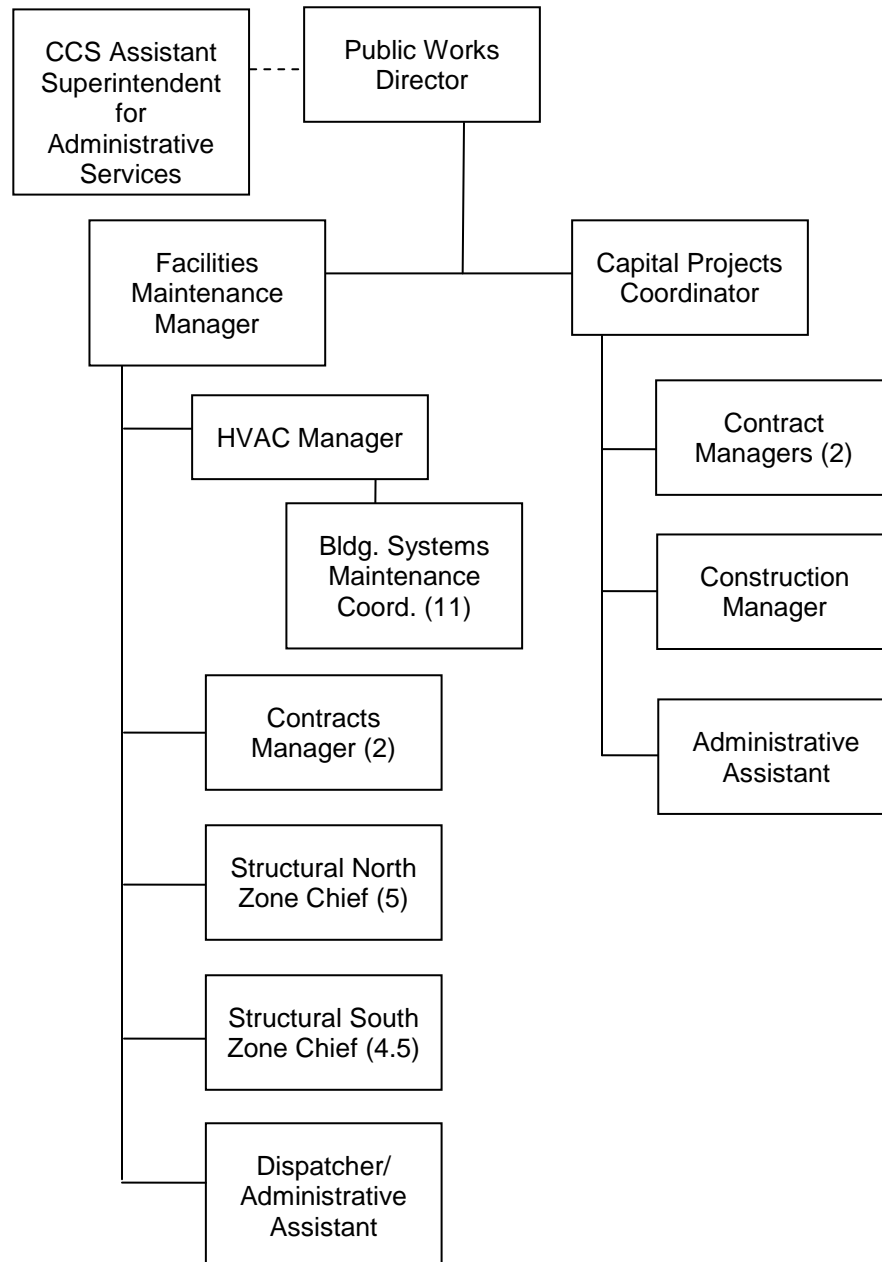 CCS Assistant
Superintendent
for
Administrative
Services
Public Works
Director
Facilities
Maintenance
Manager
Capital Projects
Coordinator
HVAC Manager
Bldg. Systems
Maintenance
Coord. (11)
Contracts
Manager (2)
Structural North
Zone Chief (5)
Structural South
Zone Chief (4.5)
Dispatcher/
Administrative
Assistant
Contract
Managers (2)
Construction
Manager
Administrative
Assistant